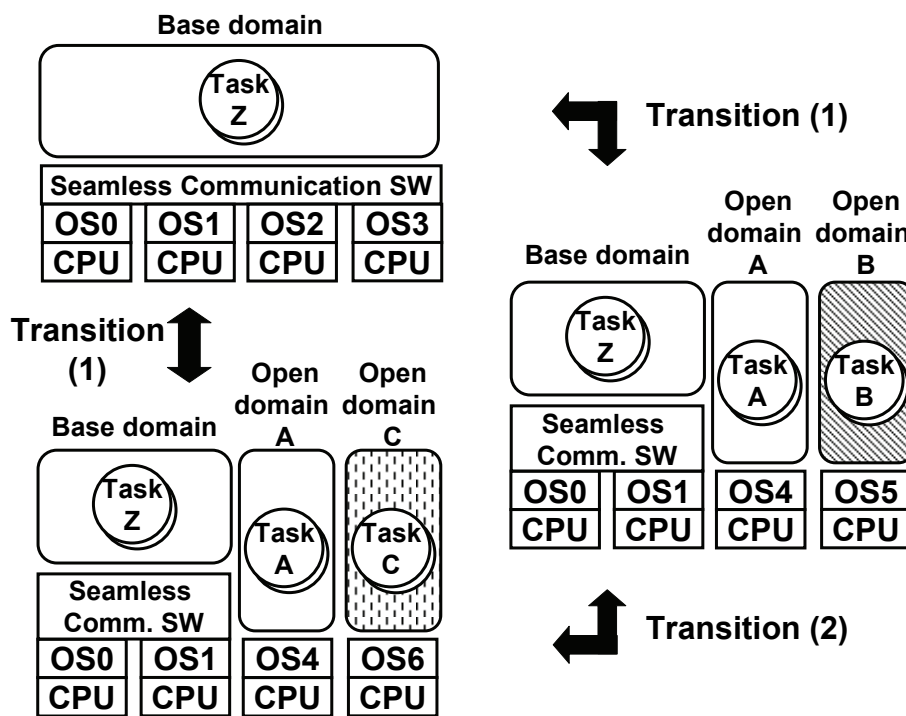 Base domain
Task
Z
Seamless Communication SW
OS0 OS1 OS2 OS3
CPU CPU CPU CPU
Transition (1)
Transition
(1)
Open
domain
A
Open
domain
B
Base domain
Task
Z
Task
A
Task
B
Seamless
Comm. SW
OS0 OS1 OS4 OS5
CPU CPU CPU CPU
Open
domain
A
Open
domain
C
Base domain
Task
Z
Task
A
Task
C
Seamless
Comm. SW
OS0 OS1 OS4 OS6
CPU CPU CPU CPU
Transition (2)